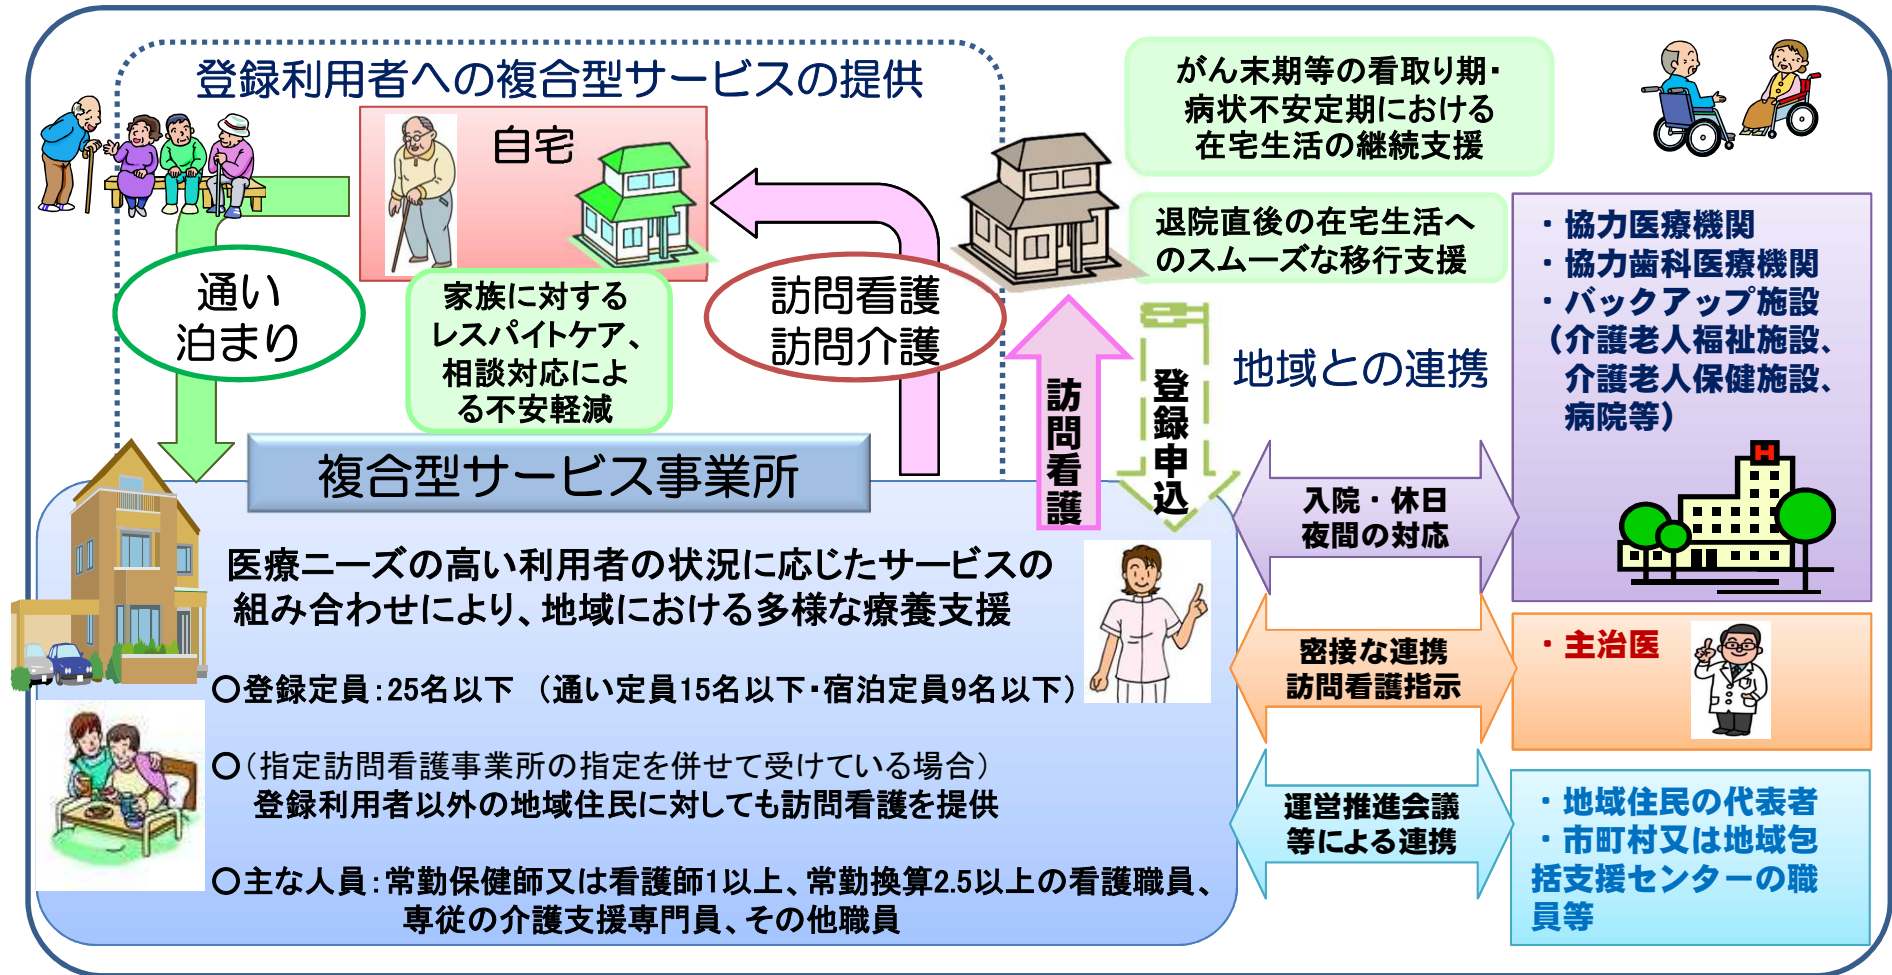 登録利用者への複合型サービスの提供
自宅
通い
泊まり
家族に対する
レスパイトケア、
相談対応によ
る不安軽減
訪問看護
訪問介護
がん末期等の看取り期・
病状不安定期における
在宅生活の継続支援
退院直後の在宅生活へ
のスムーズな移行支援
訪問看護
登録申込
地域との連携
・協力医療機関
・協力歯科医療機関
・バックアップ施設
(介護老人福祉施設、
介護老人保健施設、
病院等)
H
入院・休日
夜間の対応
・主治医
密接な連携
訪問看護指示
・地域住民の代表者
・市町村又は地域包
括支援センターの職
員等
運営推進会議
等による連携
複合型サービス事業所
医療ニーズの高い利用者の状況に応じたサービスの
組み合わせにより、地域における多様な療養支援
○登録定員:25名以下 (通い定員15名以下・宿泊定員9名以下)
○(指定訪問看護事業所の指定を併せて受けている場合)
登録利用者以外の地域住民に対しても訪問看護を提供
○主な人員:常勤保健師又は看護師1以上、常勤換算2.5以上の看護職員、
専従の介護支援専門員、その他職員